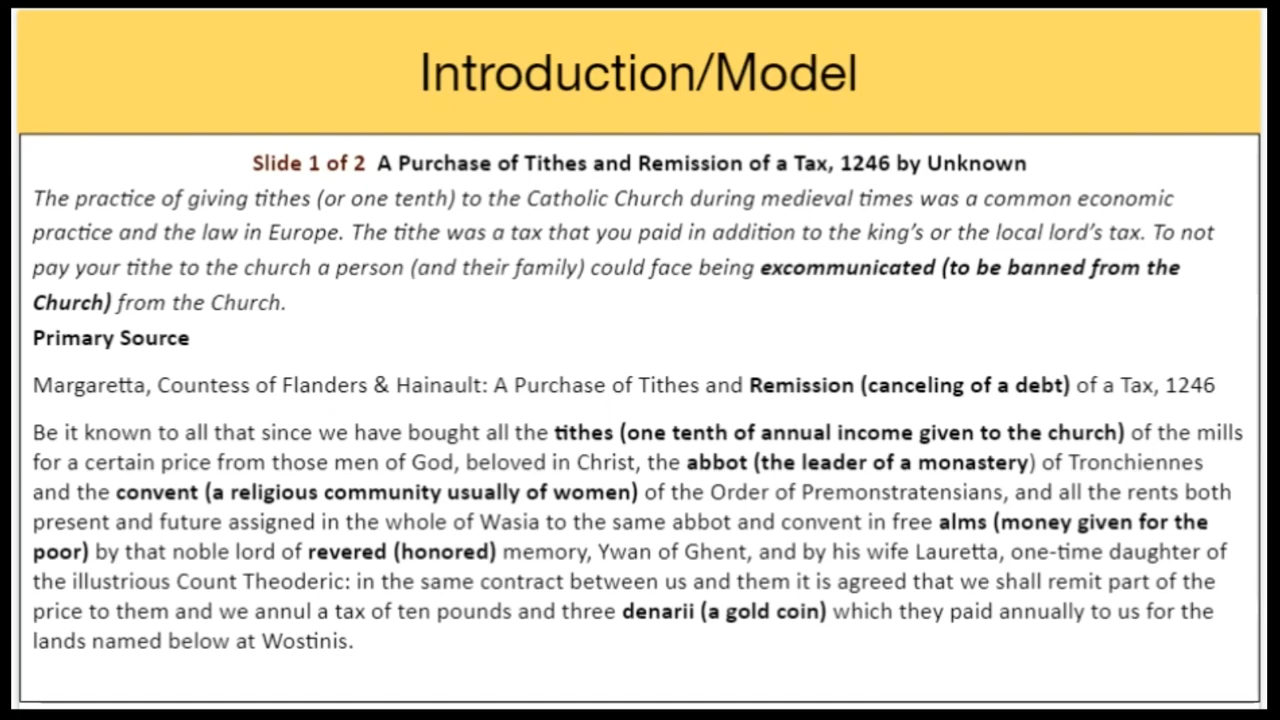 Introduction/Model
Slide 1 of 2 A Purchase of Tithes and Remission of a Tax, 1246 by Unknown
The practice of giving tithes (or one tenth) to the Catholic Church during medieval times was a common economic
practice and the law in Europe. The tithe was a tax that you paid in addition to the king's or the local lord's tax. To not
pay your tithe to the church a person (and their family) could face being excommunicated (to be banned from the
Church) from the Church.
Primary Source
Margaretta, Countess of Flanders & Hainault: A Purchase of Tithes and Remission (canceling of a debt) of a Tax, 1246
Be it known to all that since we have bought all the tithes (one tenth of annual income given to the church) of the mills
for a certain price from those men of God, beloved in Christ, the abbot (the leader of a monastery) of Tronchiennes
and the convent (a religious community usually of women) of the Order of Premonstratensians, and all the rents both
present and future assigned in the whole of Wasia to the same abbot and convent in free alms (money given for the
poor) by that noble lord of revered (honored) memory, Ywan of Ghent, and by his wife Lauretta, one-time daughter of
the illustrious Count Theoderic: in the same contract between us and them it is agreed that we shall remit part of the
price to them and we annul a tax of ten pounds and three denarii (a gold coin) which they paid annually to us for the
lands named below at Wostinis.